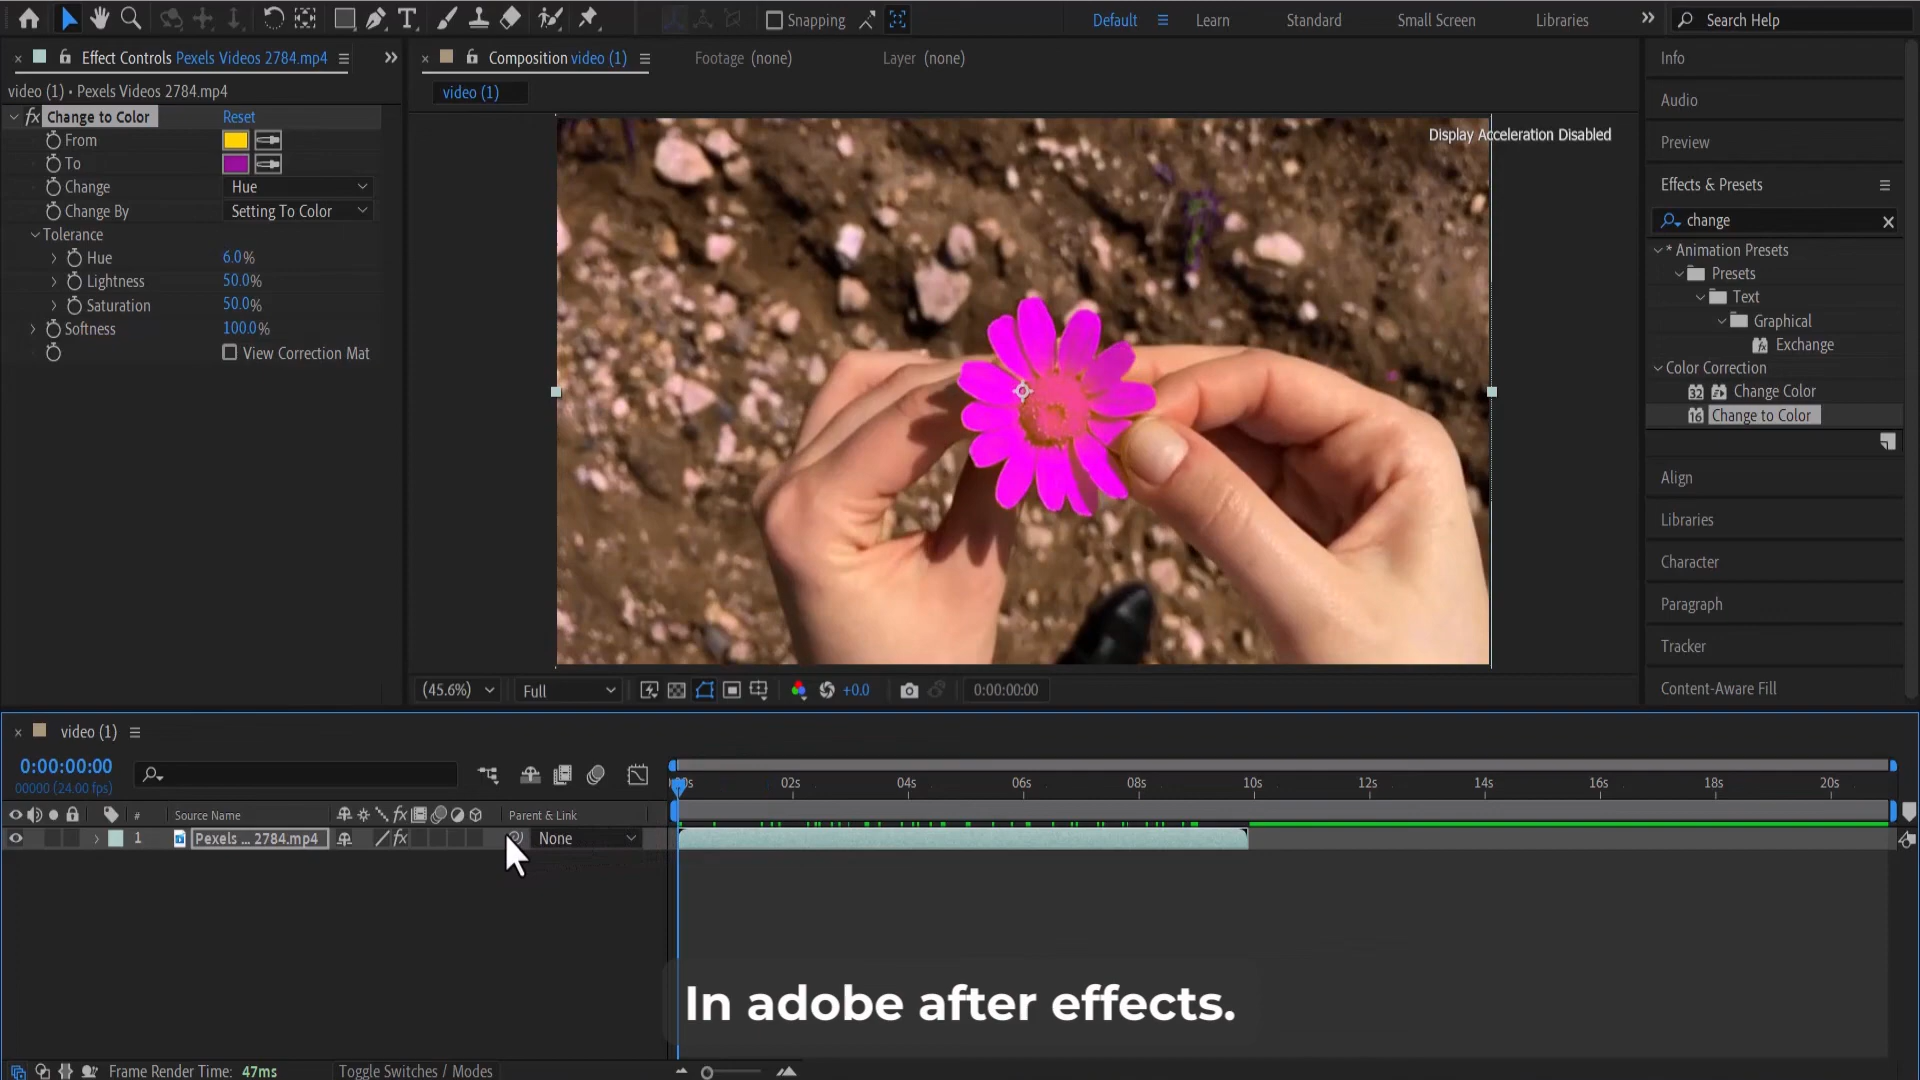 Snapping
Default
Learn
Standard
Small Screen
Libraries
Search Help
Effect Controls Pexels Videos 2784.mp4
Composition video (1)
Footage (none)
Layer (none)
video (1) • Pexels Videos 2784.mp4
video (1)
fx Change to Color Reset
From
To
Change Hue
Change By Setting To Color
Tolerance
Hue 6.0%
Lightness 50.0%
Saturation 50.0%
Softness 100.0%
View Correction Mat
Display Acceleration Disabled
(45.6%) Full +0.0 0:00:00:00
Info
Audio
Preview
Effects & Presets
change
* Animation Presets
Presets
Text
Graphical
Exchange
Color Correction
32 Change Color
16 Change to Color
Align
Libraries
Character
Paragraph
Tracker
Content-Aware Fill
video (1)
0:00:00:00
00000 (24.00 fps)
02s 04s 06s 08s 10s 12s 14s 16s 18s 20s
# Source Name fx Parent & Link
1 Pexels ... 2784.mp4 fx None
In adobe after effects.
Frame Render Time: 47ms Toggle Switches / Modes